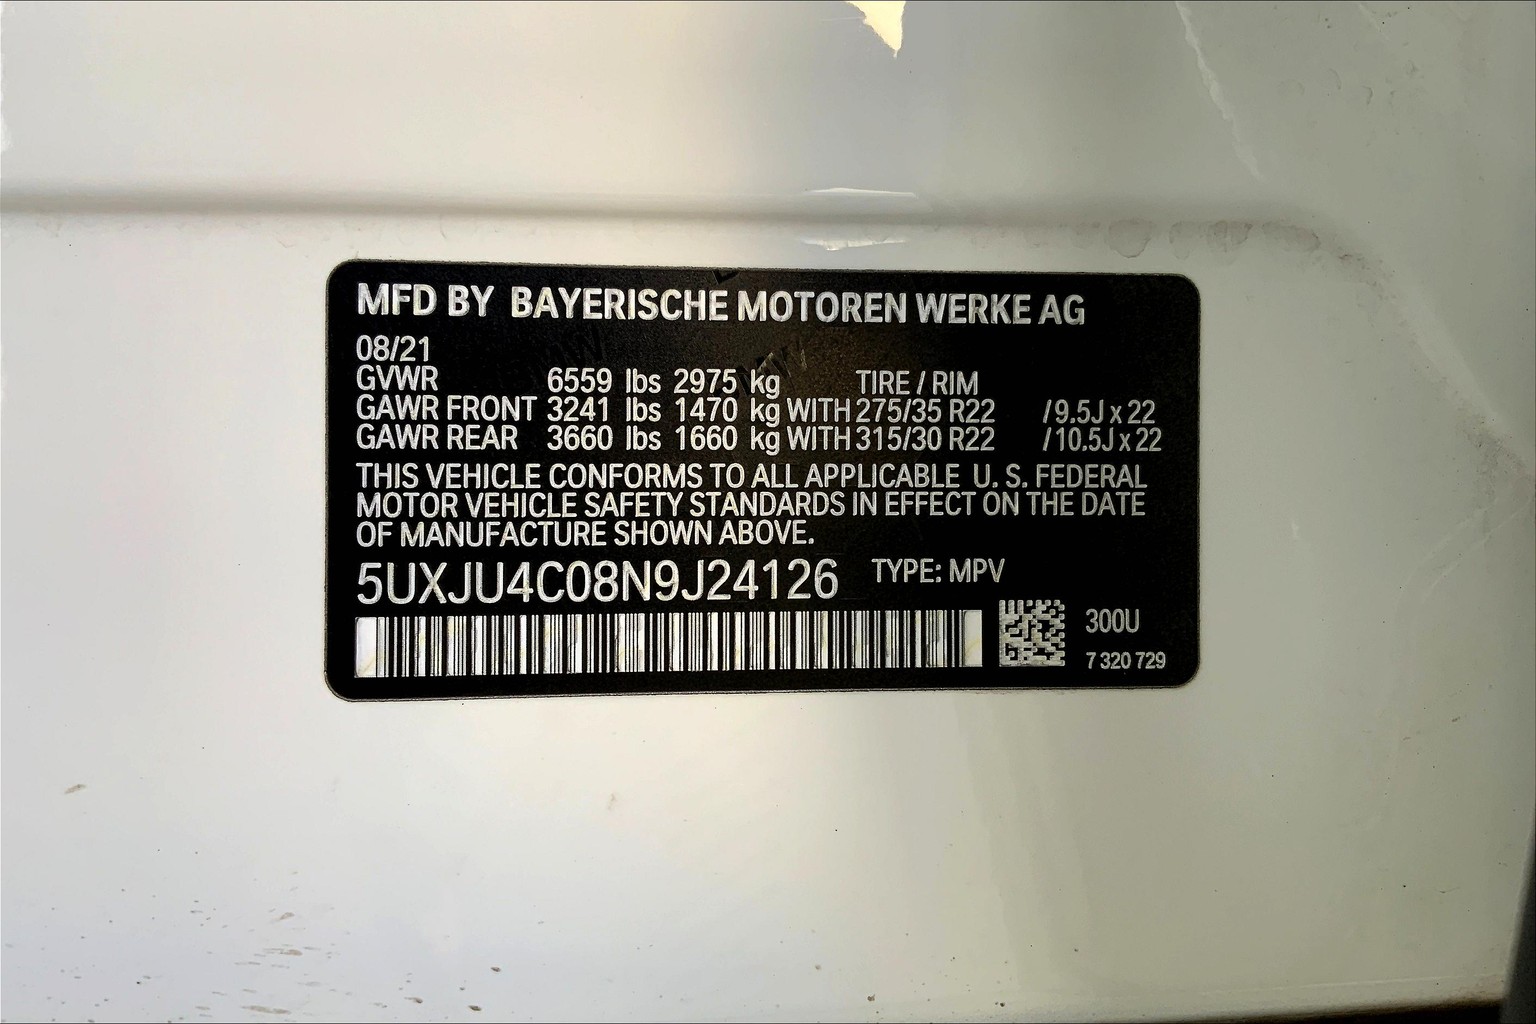 MFD BY BAYERISCHE MOTOREN WERKE AG
08/21
GVWR 6559 lbs 2975 kg TIRE / RIM
GAWR FRONT 3241 lbs 1470 kg WITH 275/35 R22 / 9.5J x 22
GAWR REAR 3660 lbs 1660 kg WITH 315/30 R22 / 10.5J x 22
THIS VEHICLE CONFORMS TO ALL APPLICABLE U. S. FEDERAL
MOTOR VEHICLE SAFETY STANDARDS IN EFFECT ON THE DATE
OF MANUFACTURE SHOWN ABOVE.
5UXJU4C08N9J24126 TYPE: MPV
300U
7 320 729